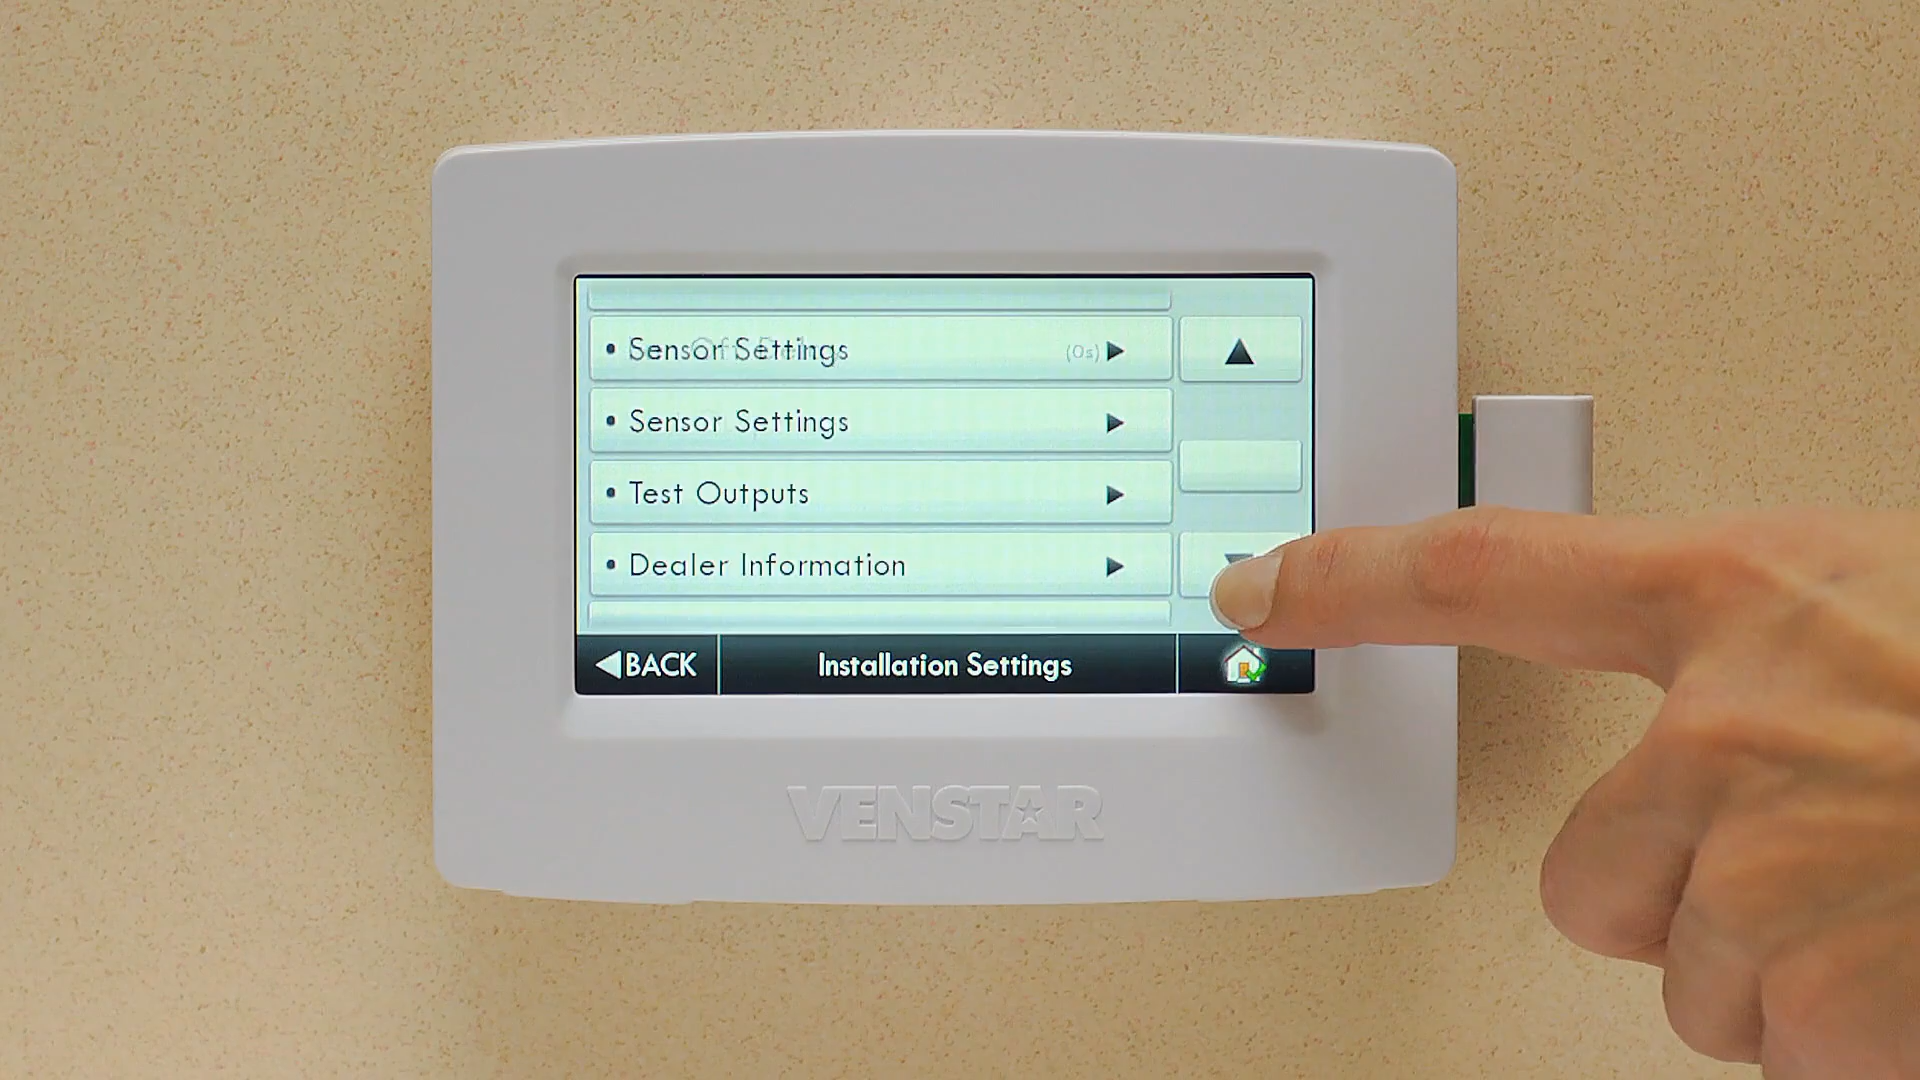 • Sensor Settings (0s)
• Sensor Settings
• Test Outputs
• Dealer Information
BACK
Installation Settings
VENSTAR